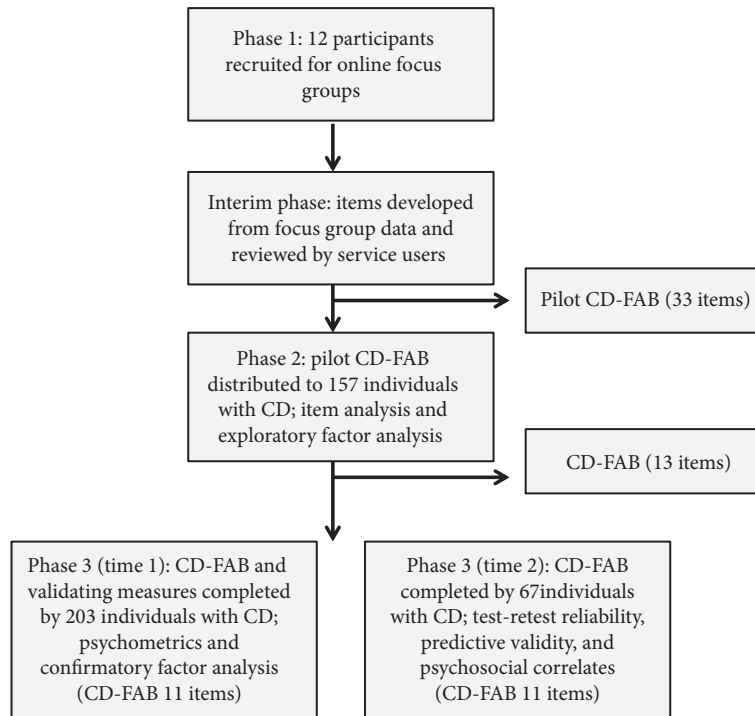 Phase 1: 12 participants
recruited for online focus
groups
Interim phase: items developed
from focus group data and
reviewed by service users
Pilot CD-FAB (33 items)
Phase 2: pilot CD-FAB
distributed to 157 individuals
with CD; item analysis and
exploratory factor analysis
CD-FAB (13 items)
Phase 3 (time 1): CD-FAB and
validating measures completed
by 203 individuals with CD;
psychometrics and
confirmatory factor analysis
(CD-FAB 11 items)
Phase 3 (time 2): CD-FAB
completed by 67individuals
with CD; test-retest reliability,
predictive validity, and
psychosocial correlates
(CD-FAB 11 items)